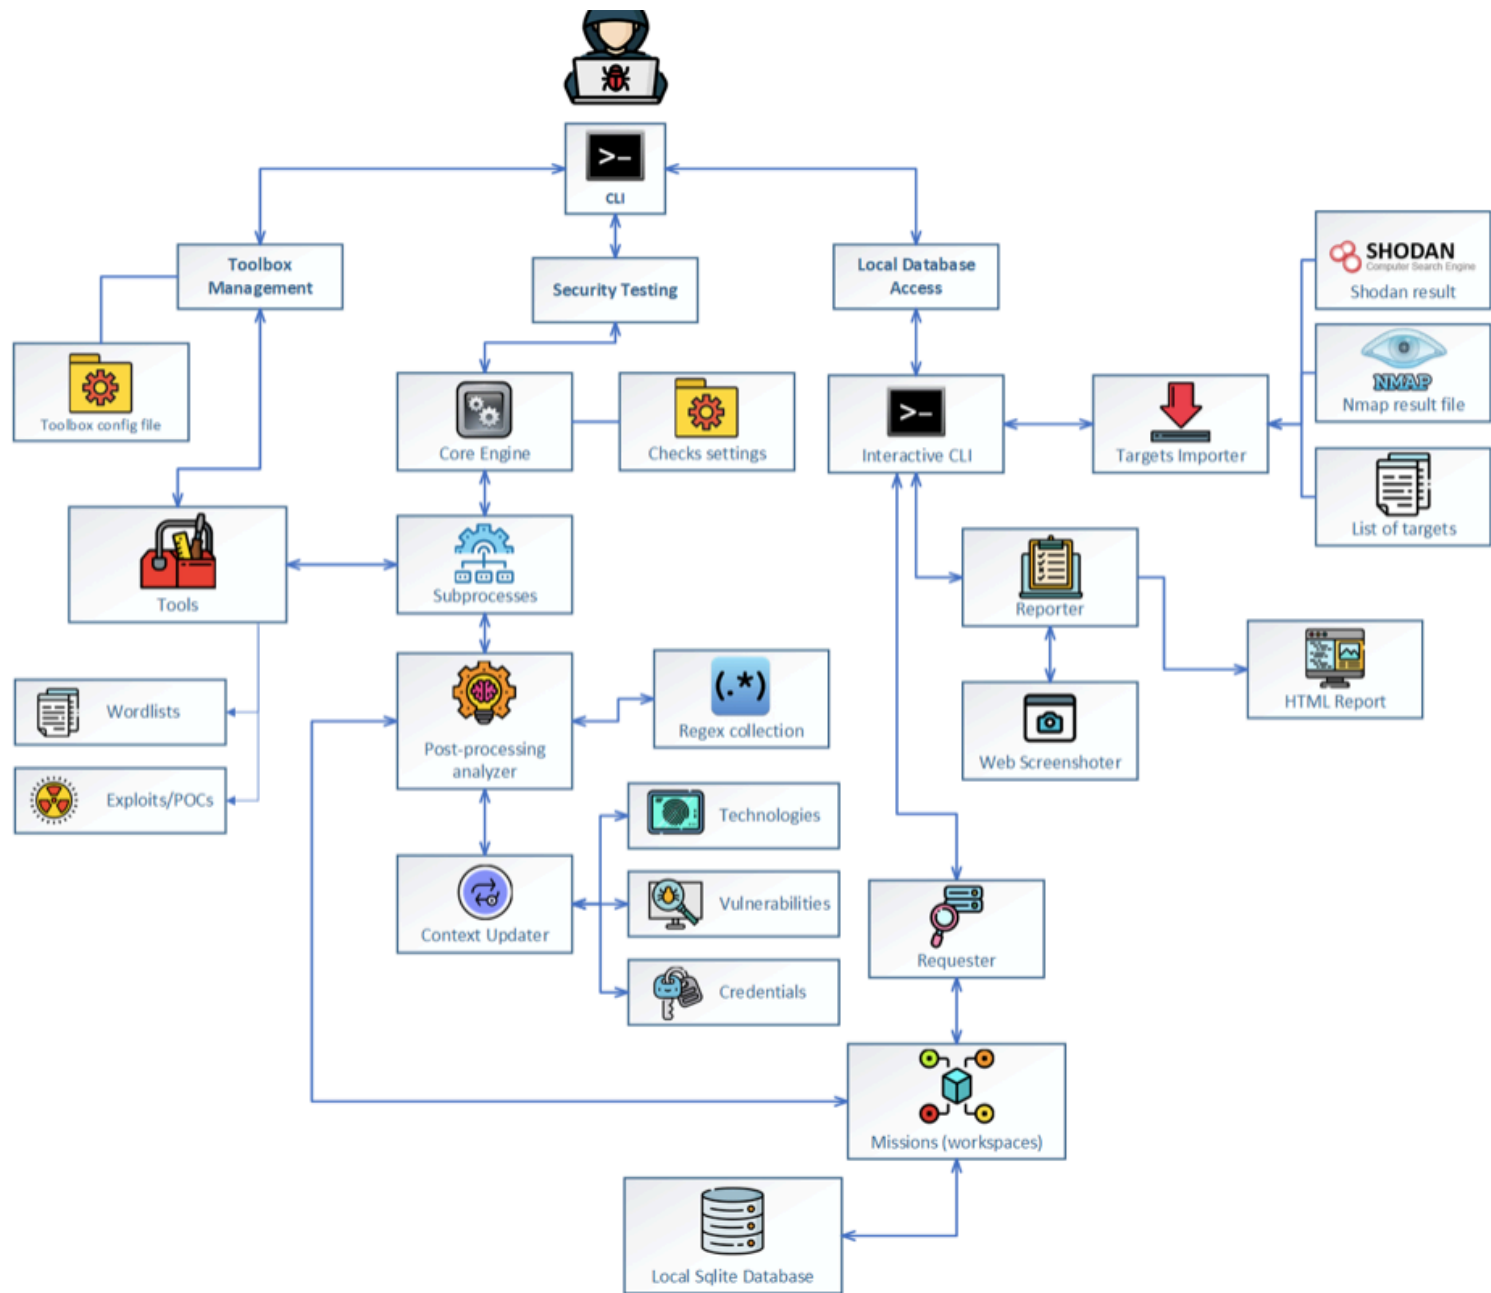 >–
CLI
Toolbox
Management
Security Testing
Local Database
Access
SHODAN
Computer Search Engine
Shodan result
Toolbox config file
Core Engine
Checks settings
>–
Interactive CLI
Targets Importer
NMAP
Nmap result file
List of targets
Tools
Subprocesses
Reporter
Wordlists
Exploits/POCs
Post-processing
analyzer
(.*)
Regex collection
Web Screenshoter
HTML Report
Technologies
Vulnerabilities
Credentials
Context Updater
Requester
Missions (workspaces)
Local Sqlite Database